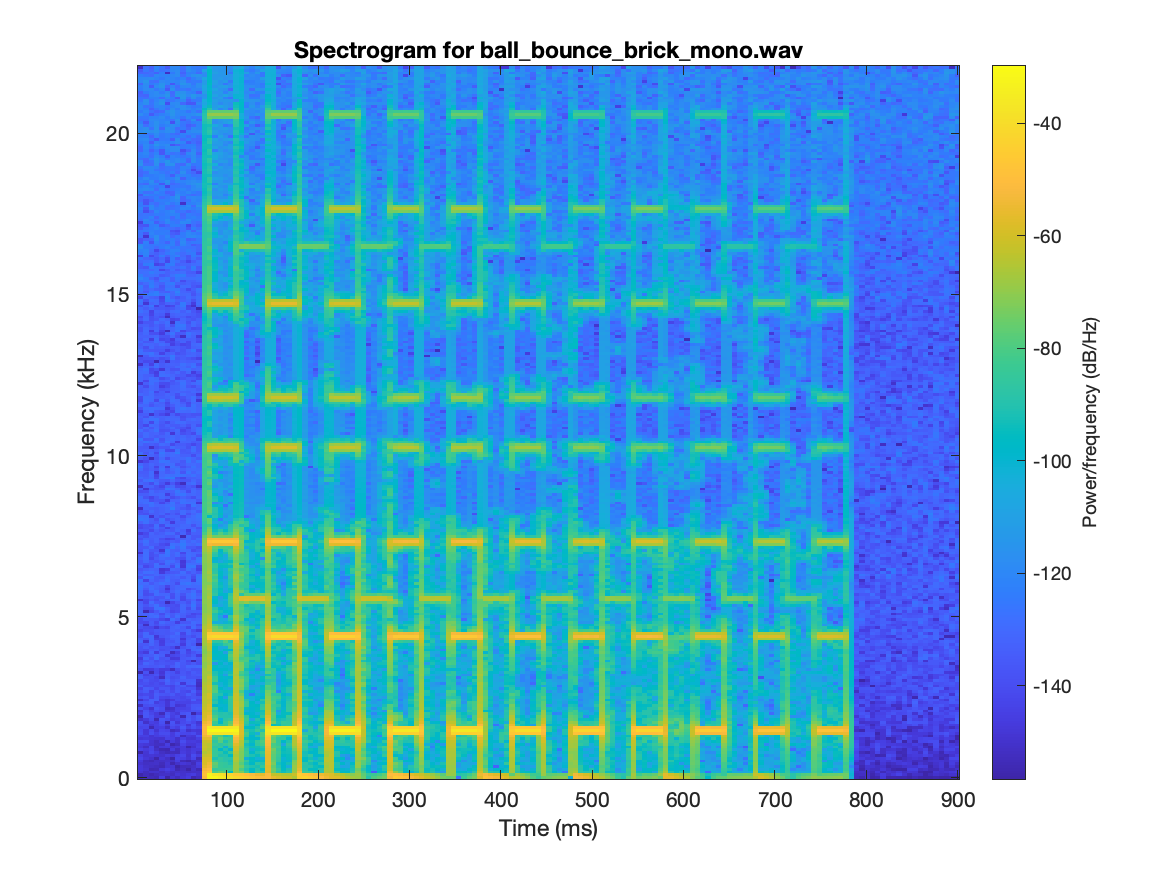 Spectrogram for ball_bounce_brick_mono.wav
20
15
10
5
0
Frequency (kHz)
100 200 300 400 500 600 700 800 900
Time (ms)
-40
-60
-80
-100
-120
-140
Power/frequency (dB/Hz)